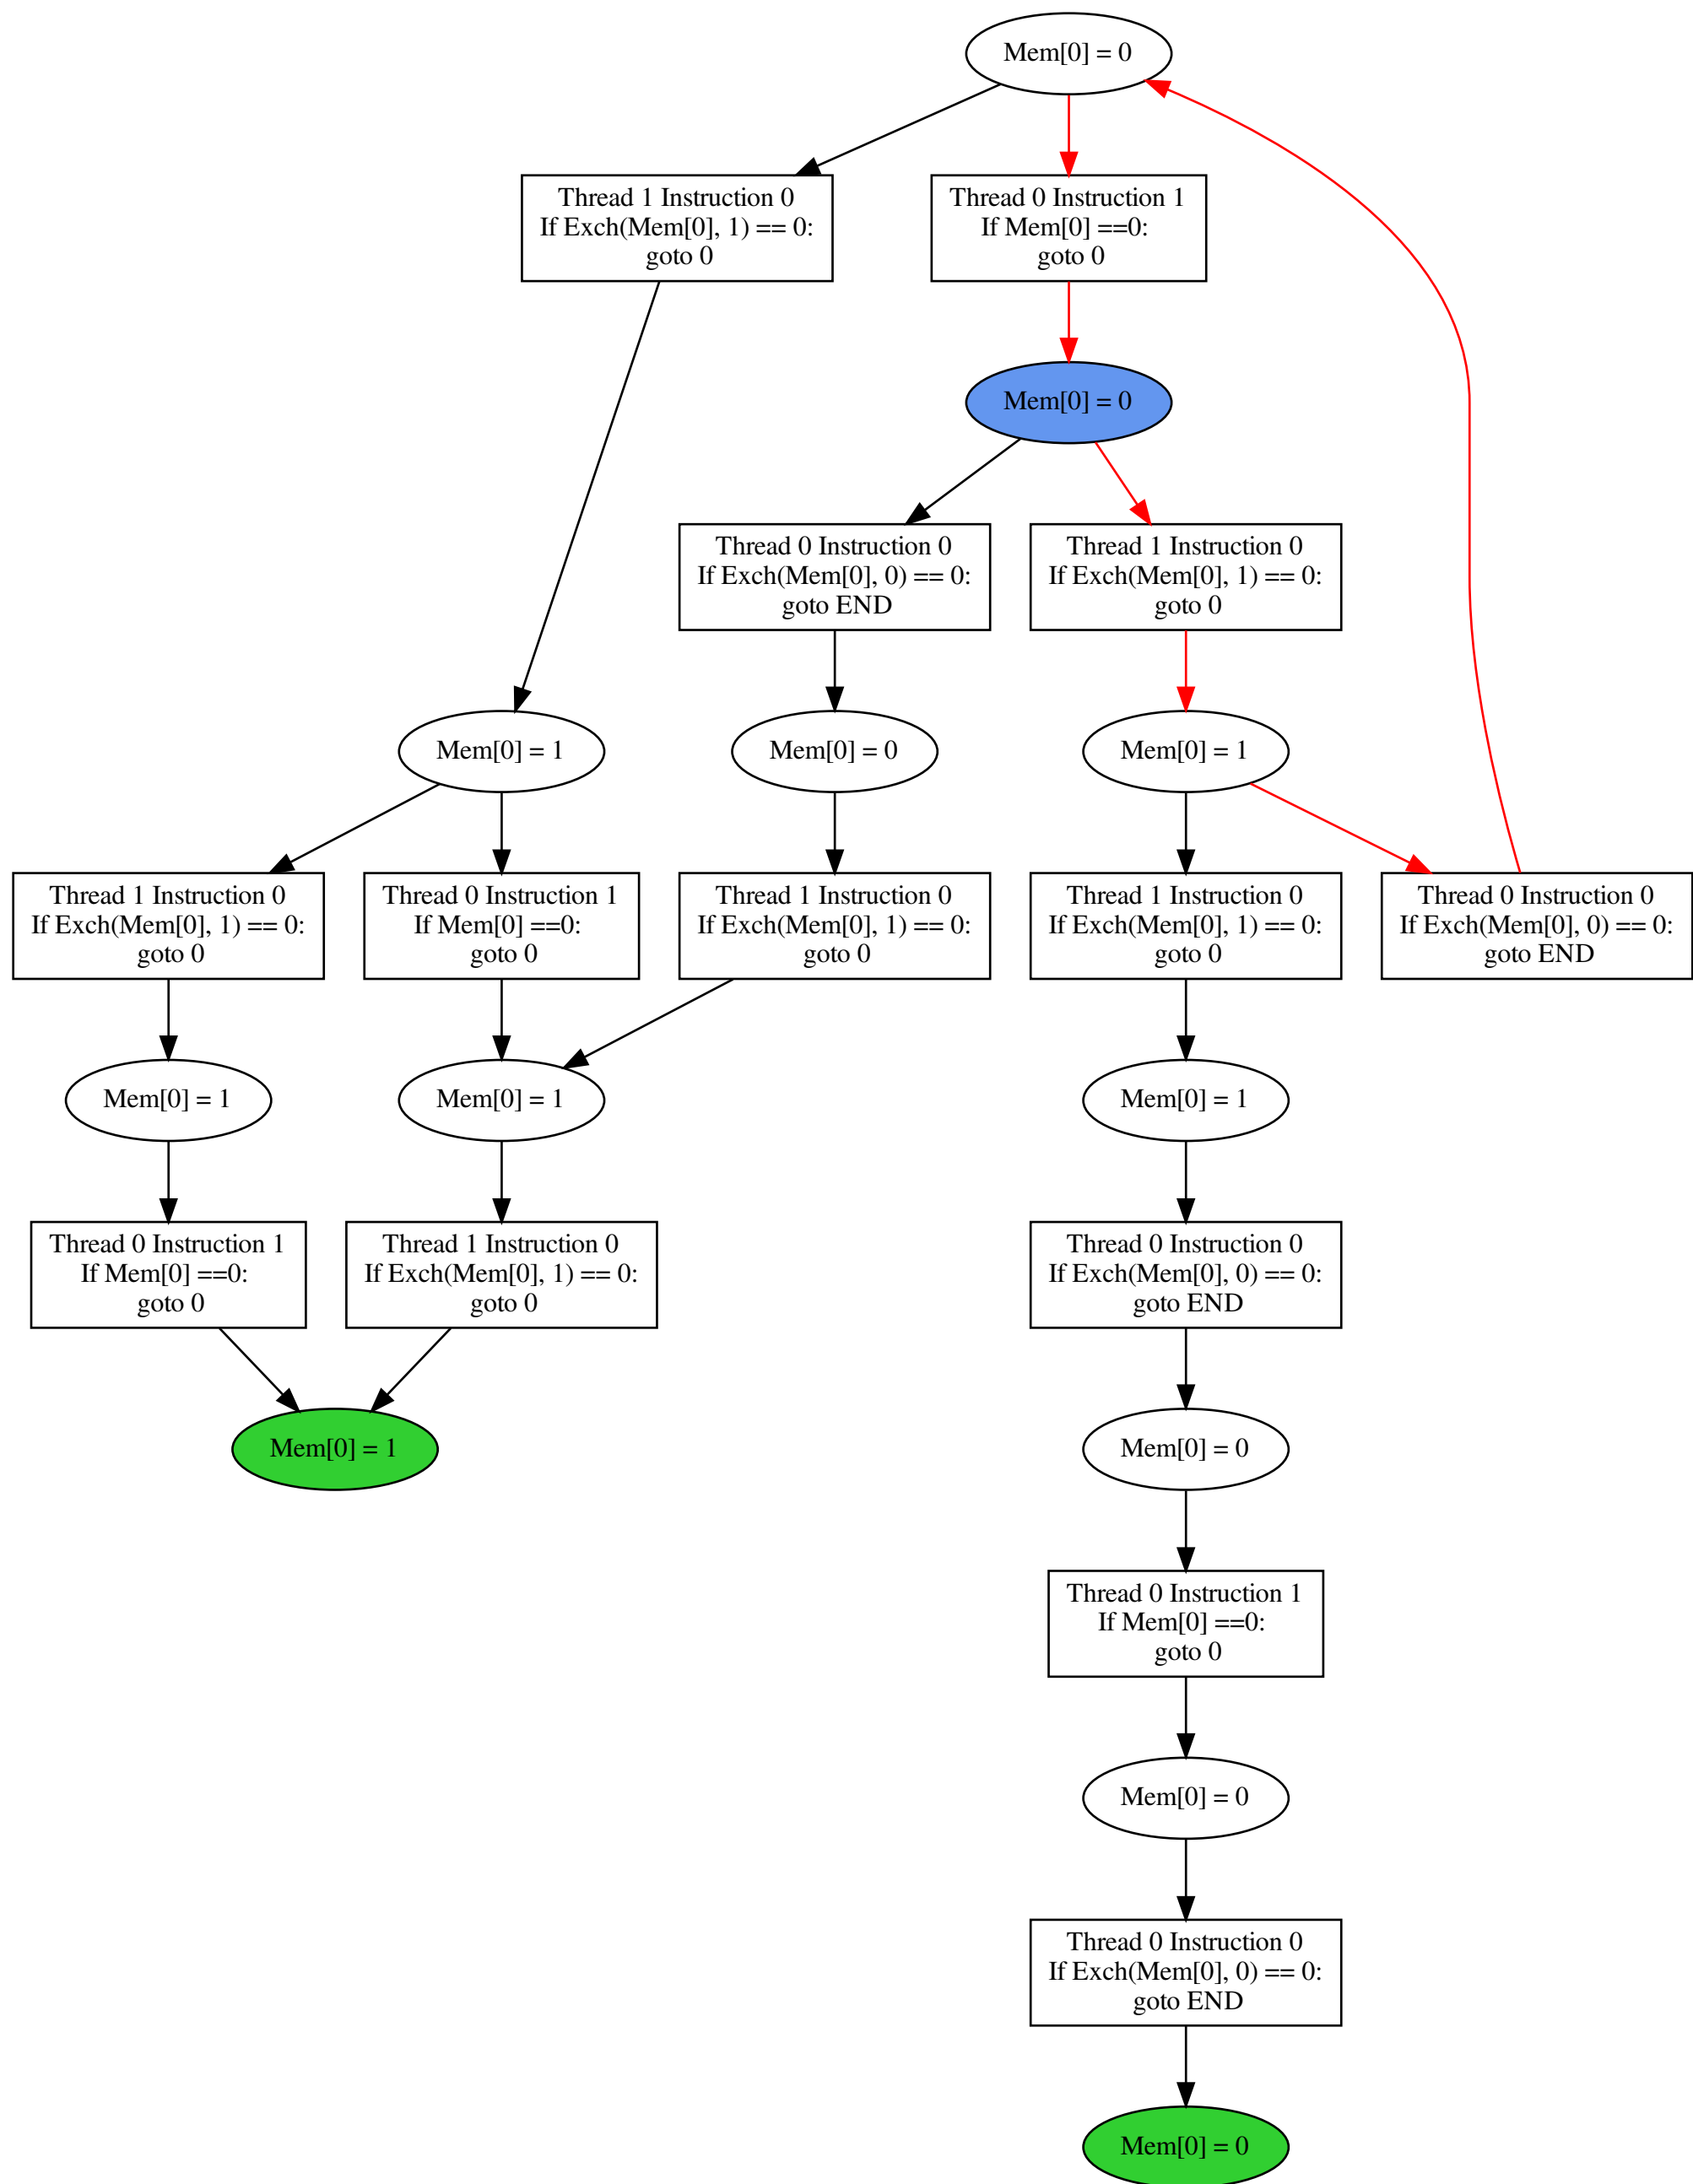 Mem[0] = 0
Thread 1 Instruction 0
If Exch(Mem[0], 1) == 0:
goto 0
Thread 0 Instruction 1
If Mem[0] ==0:
goto 0
Mem[0] = 0
Thread 0 Instruction 0
If Exch(Mem[0], 0) == 0:
goto END
Thread 1 Instruction 0
If Exch(Mem[0], 1) == 0:
goto 0
Mem[0] = 1
Mem[0] = 0
Mem[0] = 1
Thread 1 Instruction 0
If Exch(Mem[0], 1) == 0:
goto 0
Thread 0 Instruction 1
If Mem[0] ==0:
goto 0
Thread 1 Instruction 0
If Exch(Mem[0], 1) == 0:
goto 0
Thread 1 Instruction 0
If Exch(Mem[0], 1) == 0:
goto 0
Thread 0 Instruction 0
If Exch(Mem[0], 0) == 0:
goto END
Mem[0] = 1
Mem[0] = 1
Mem[0] = 1
Thread 0 Instruction 1
If Mem[0] ==0:
goto 0
Thread 1 Instruction 0
If Exch(Mem[0], 1) == 0:
goto 0
Thread 0 Instruction 0
If Exch(Mem[0], 0) == 0:
goto END
Mem[0] = 1
Mem[0] = 0
Thread 0 Instruction 1
If Mem[0] ==0:
goto 0
Mem[0] = 0
Thread 0 Instruction 0
If Exch(Mem[0], 0) == 0:
goto END
Mem[0] = 0